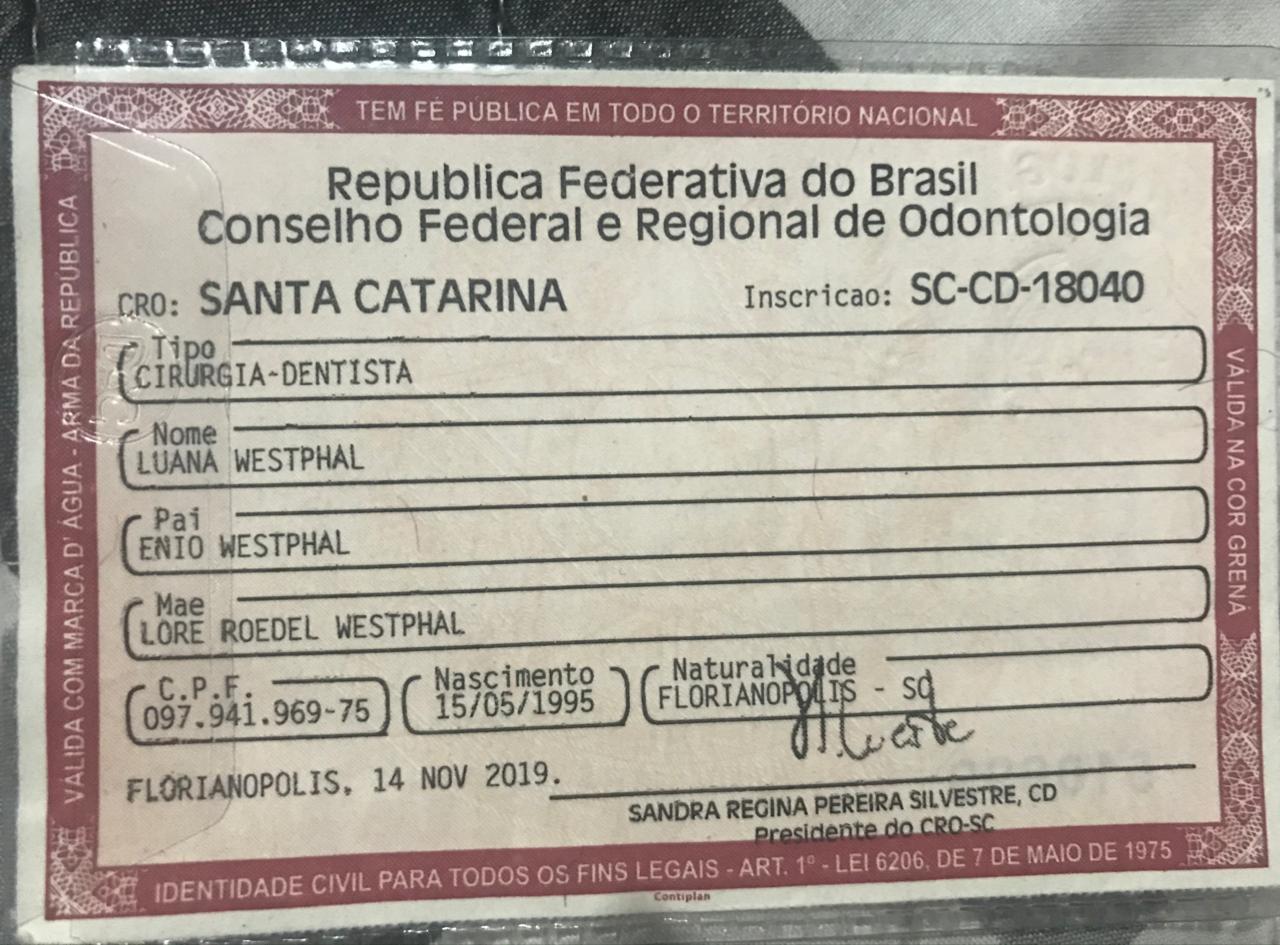 TEM FÉ PÚBLICA EM TODO O TERRITÓRIO NACIONAL
Republica Federativa do Brasil
Conselho Federal e Regional de Odontologia
CRO: SANTA CATARINA Inscricao: SC-CD-18040
Tipo
CIRURGIA-DENTISTA
Nome
LUANA WESTPHAL
Pai
ENIO WESTPHAL
Mae
LORE ROEDEL WESTPHAL
C.P.F. Nascimento Naturalidade
097.941.969-75 15/05/1995 FLORIANOPOLIS - SC
FLORIANOPOLIS, 14 NOV 2019.
SANDRA REGINA PEREIRA SILVESTRE, CD
Presidente do CRO-SC
IDENTIDADE CIVIL PARA TODOS OS FINS LEGAIS - ART. 1º - LEI 6206, DE 7 DE MAIO DE 1975
Contiplan
VÁLIDA COM MARCA D' ÁGUA - ARMA DA REPÚBLICA
VÁLIDA NA COR GRENÁ